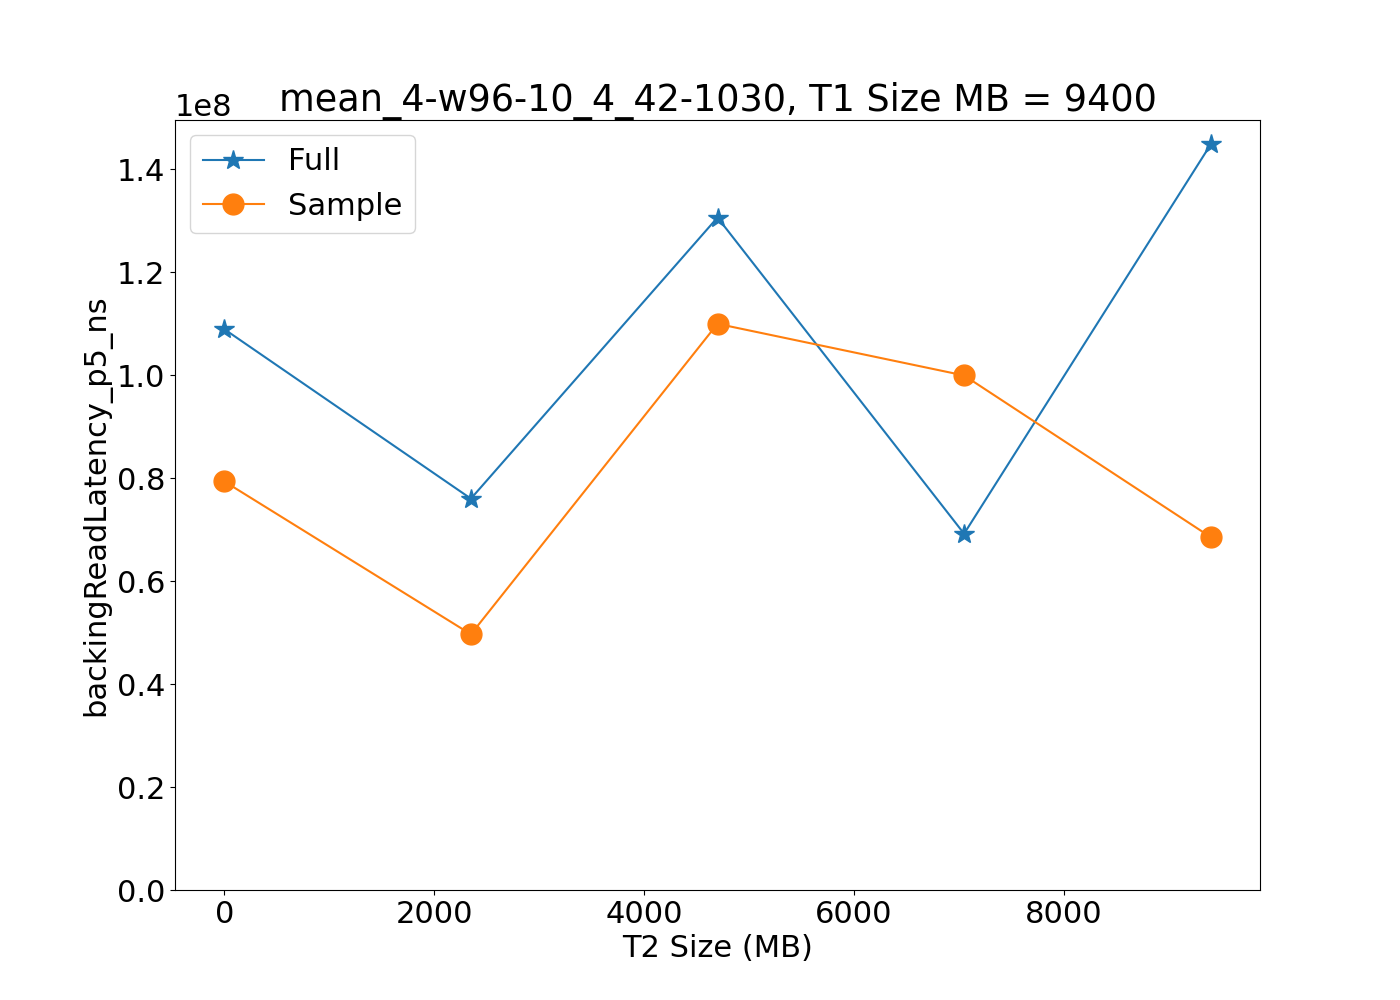 1e8
mean_4-w96-10_4_42-1030, T1 Size MB = 9400
Full
Sample
1.4
1.2
1.0
0.8
0.6
0.4
0.2
0.0
backingReadLatency_p5_ns
0 2000 4000 6000 8000
T2 Size (MB)